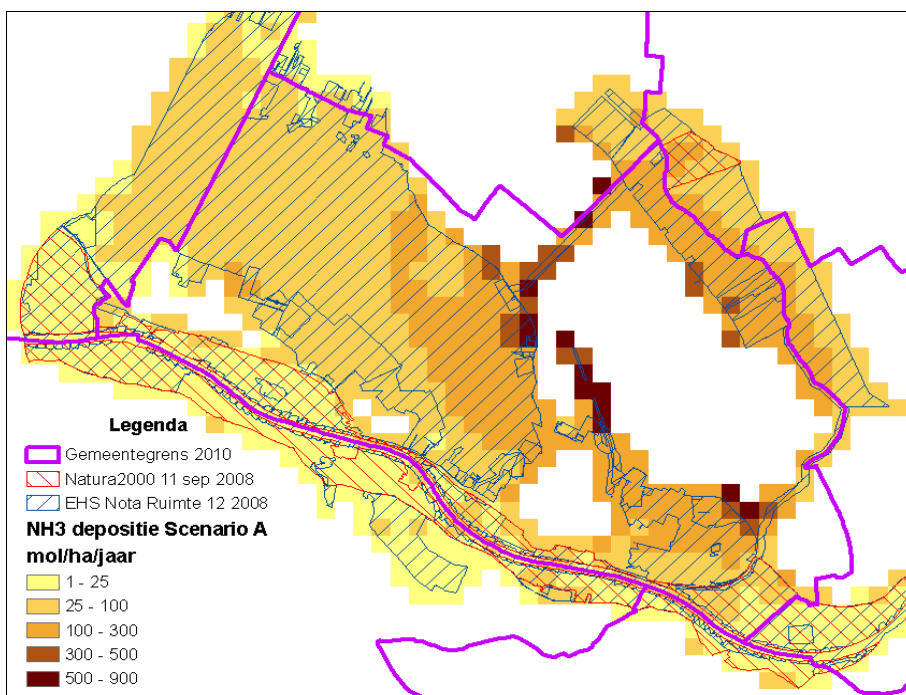 Legenda
Gemeentegrens 2010
Natura2000 11 sep 2008
EHS Nota Ruimte 12 2008
NH3 depositie Scenario A
mol/ha/jaar
1 - 25
25 - 100
100 - 300
300 - 500
500 - 900